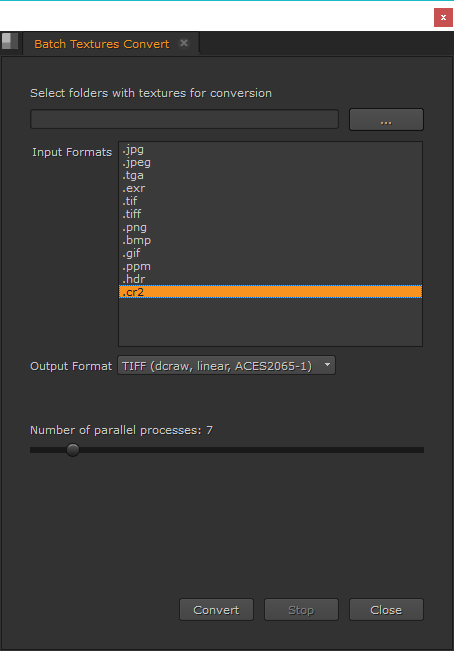 x
Batch Textures Convert
Select folders with textures for conversion
...
Input Formats
.jpg
.jpeg
.tga
.exr
.tif
.tiff
.png
.bmp
.gif
.ppm
.hdr
.cr2
Output Format TIFF (dcraw, linear, ACES2065-1)
Number of parallel processes: 7
Convert Stop Close